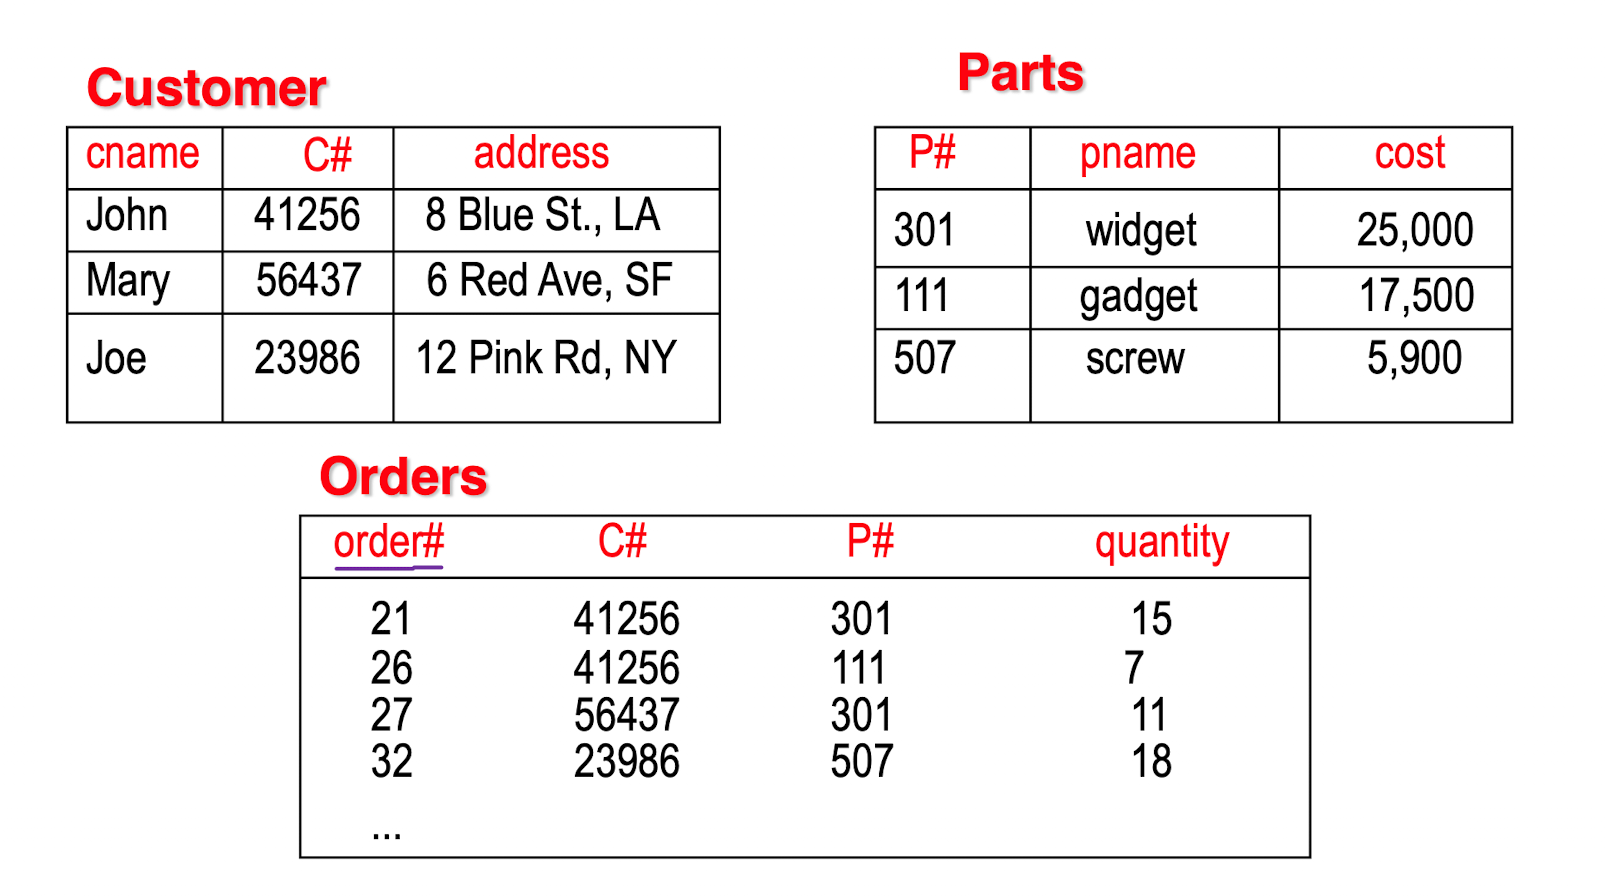 Customer
cname C# address
John 41256 8 Blue St., LA
Mary 56437 6 Red Ave, SF
Joe 23986 12 Pink Rd, NY
Parts
P# pname cost
301 widget 25,000
111 gadget 17,500
507 screw 5,900
Orders
order# C# P# quantity
21 41256 301 15
26 41256 111 7
27 56437 301 11
32 23986 507 18
...